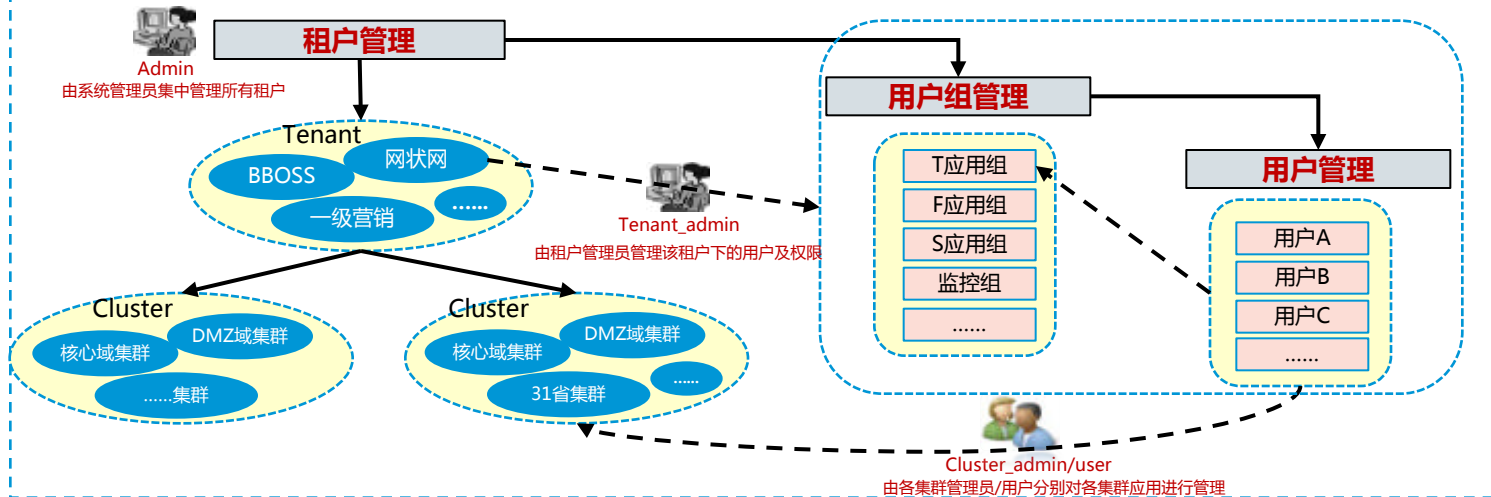 租户管理
Admin
由系统管理员集中管理所有租户
Tenant
BBOSS
网状网
一级营销
......
Tenant_admin
由租户管理员管理该租户下的用户及权限
Cluster
核心域集群
DMZ域集群
......集群
Cluster
核心域集群
DMZ域集群
31省集群
......
用户组管理
T应用组
F应用组
S应用组
监控组
......
用户管理
用户A
用户B
用户C
......
Cluster_admin/user
由各集群管理员/用户分别对各集群应用进行管理